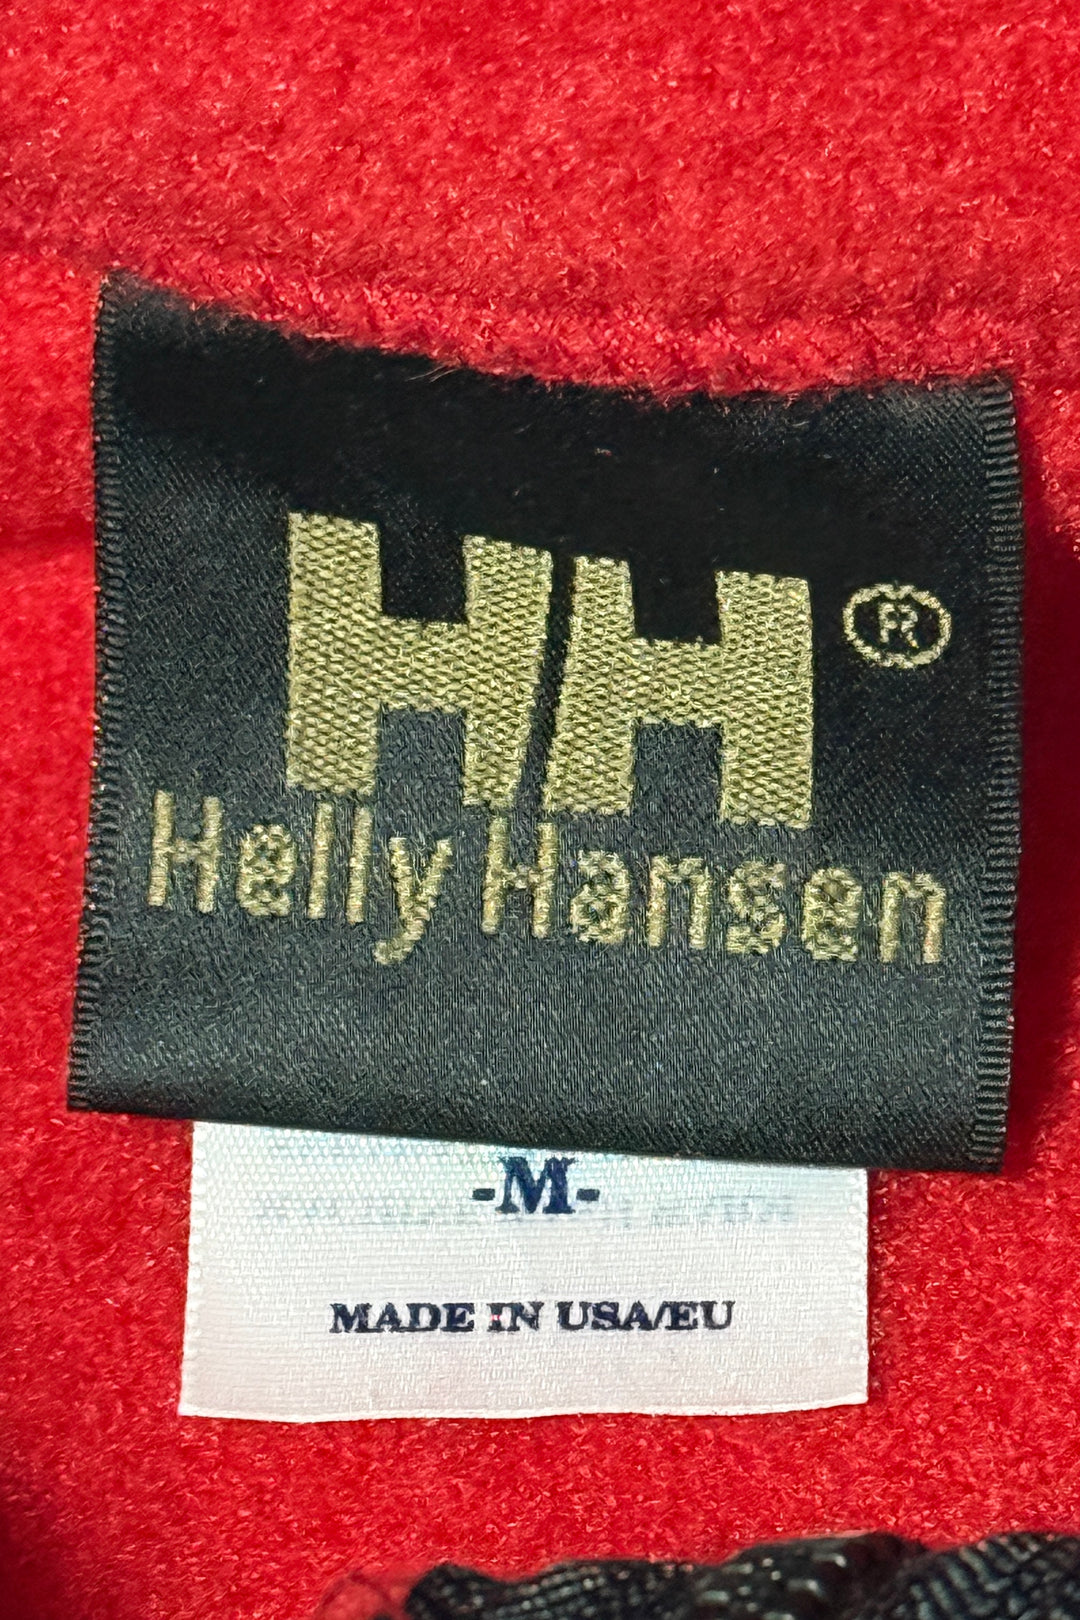 HH ®
Helly Hansen
-M-
MADE IN USA/EU